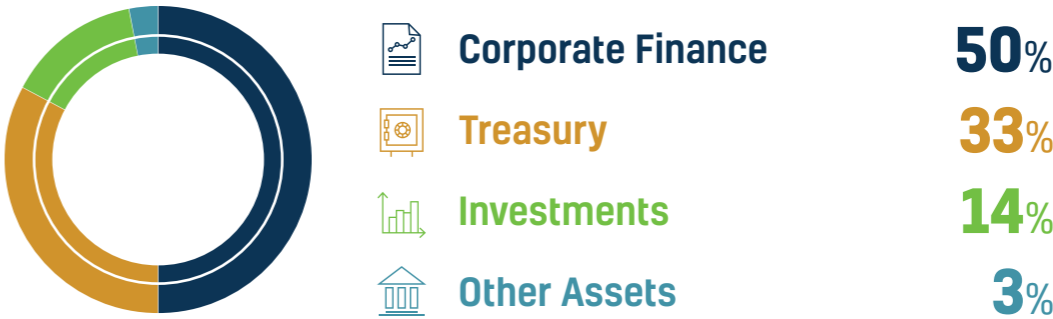 Corporate Finance 50%
Treasury 33%
Investments 14%
Other Assets 3%